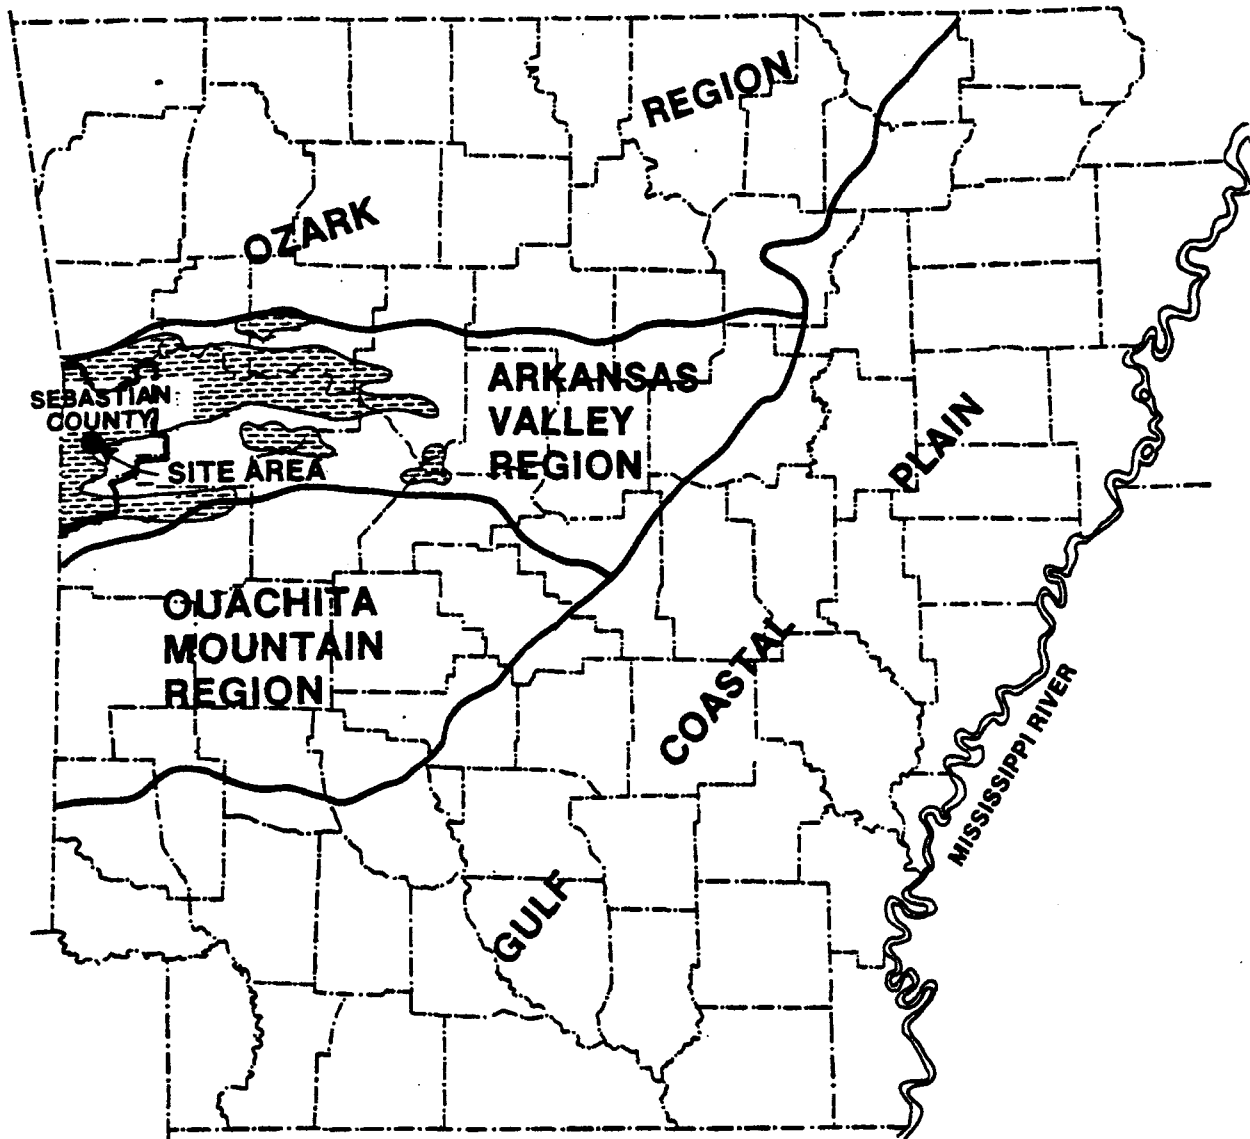 REGION
OZARK
ARKANSAS
VALLEY
REGION
SEBASTIAN
COUNTY
SITE AREA
PLAIN
OUACHITA
MOUNTAIN
REGION
COASTAL
MISSISSIPPI RIVER
GULF